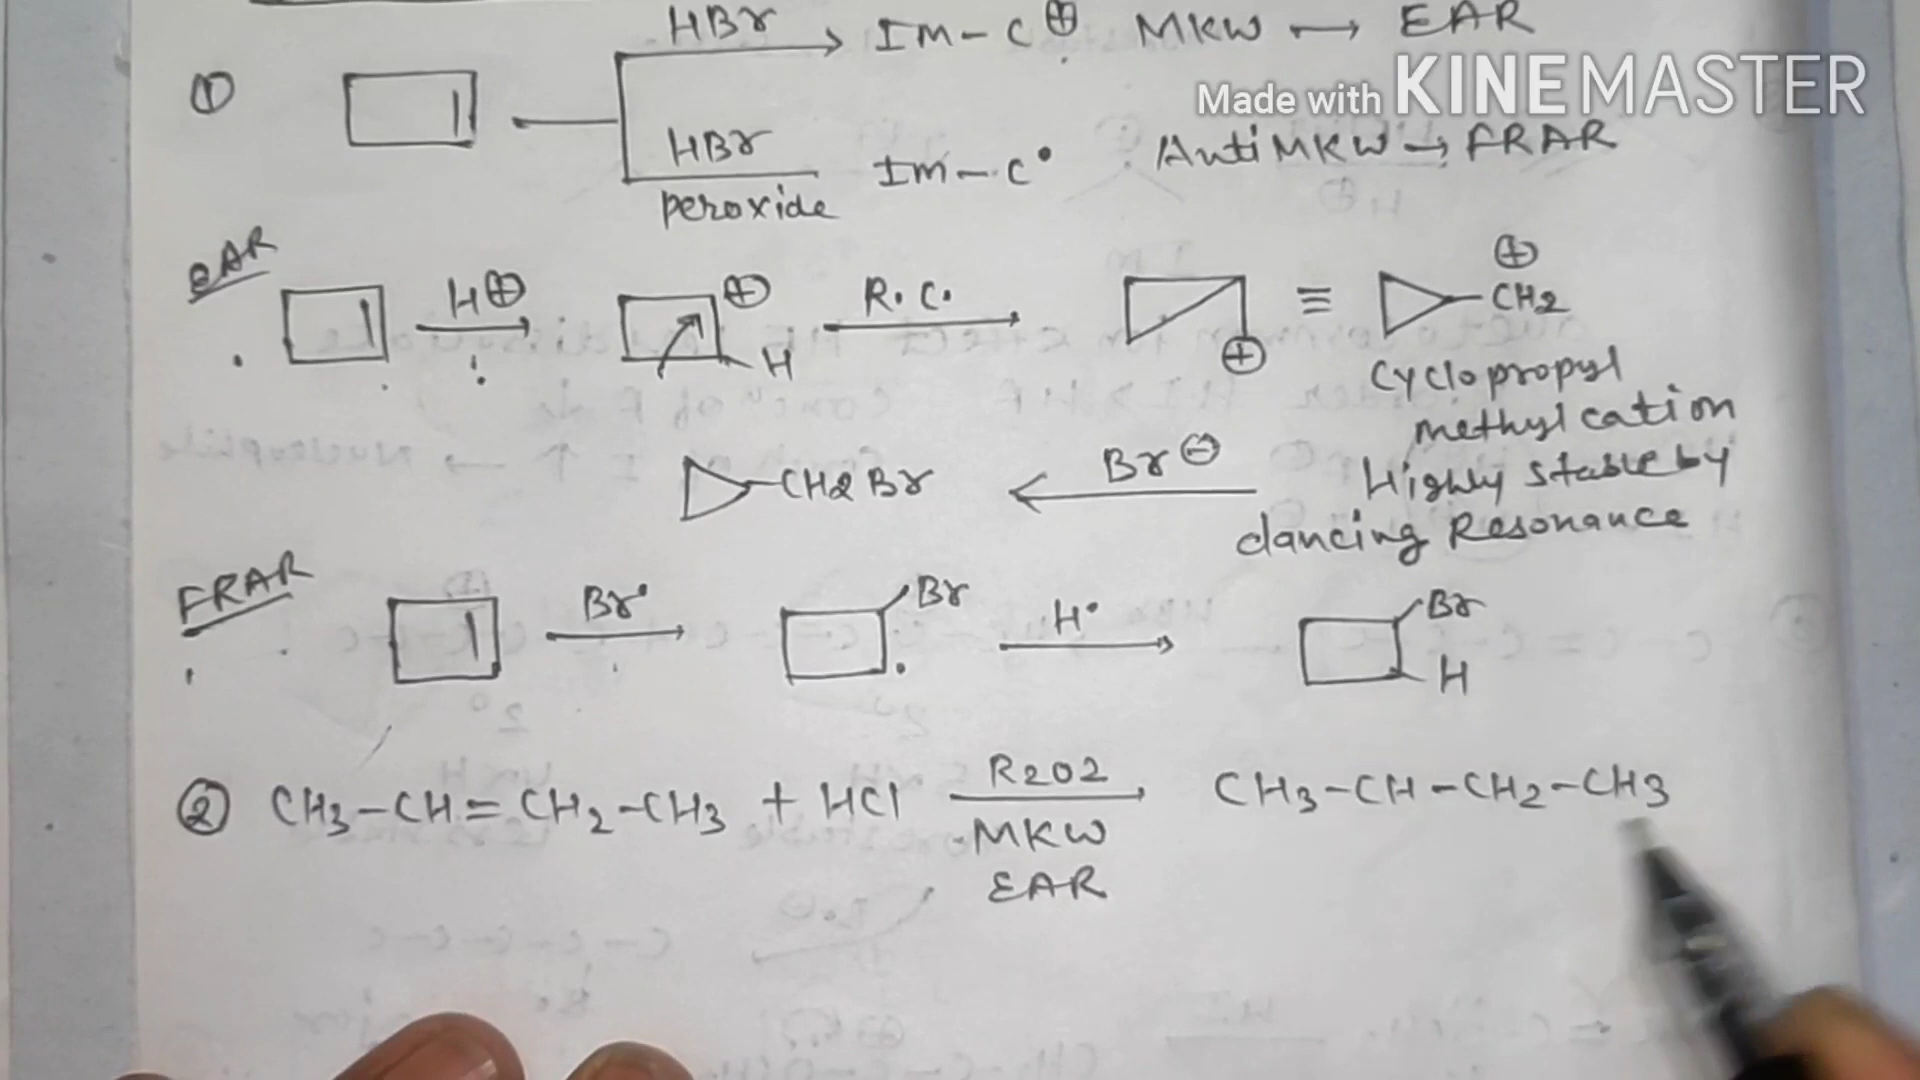 HBr
IM-C⊕ MKW → EAR
①
Made with KINEMASTER
HBr
peroxide
IM-C• Anti MKW → FRAR
EAR
H⊕ ⊕ H R.C. ⊕ ≡ ⊕ CH2
Cyclopropyl
methyl cation
Highly stable by
dancing Resonance
CH2Br Br⊖
FRAR
Br• Br • H• Br H
② CH3-CH=CH2-CH3 + HCl R2O2 CH3-CH-CH2-CH3
MKW
EAR